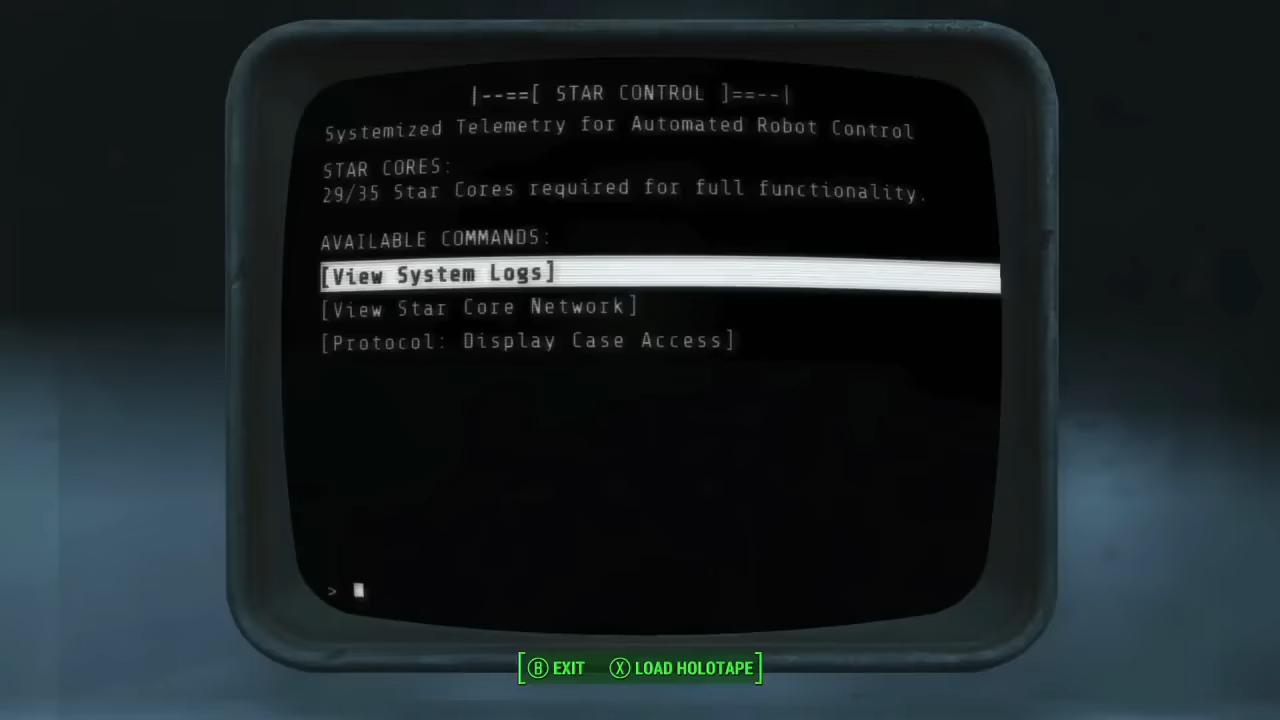 |--==[ STAR CONTROL ]==--|
Systemized Telemetry for Automated Robot Control
STAR CORES:
29/35 Star Cores required for full functionality.
AVAILABLE COMMANDS:
[View System Logs]
[View Star Core Network]
[Protocol: Display Case Access]
>
[Ⓑ EXIT Ⓧ LOAD HOLOTAPE]